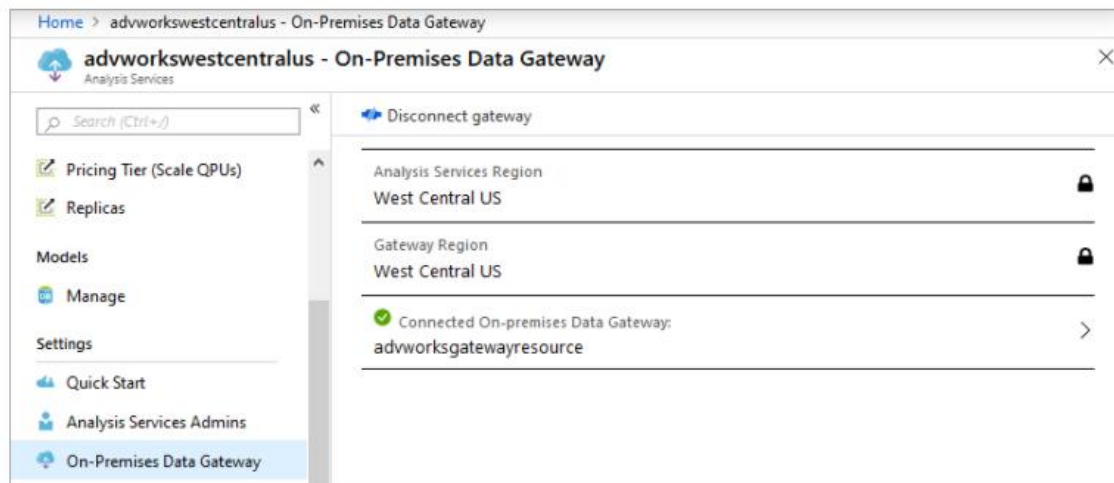 Home > advworkswestcentralus - On-Premises Data Gateway
advworkswestcentralus - On-Premises Data Gateway
Analysis Services
Search (Ctrl+/)
Pricing Tier (Scale QPUs)
Replicas
Models
Manage
Settings
Quick Start
Analysis Services Admins
On-Premises Data Gateway
Disconnect gateway
Analysis Services Region
West Central US
Gateway Region
West Central US
Connected On-premises Data Gateway:
advworksgatewayresource